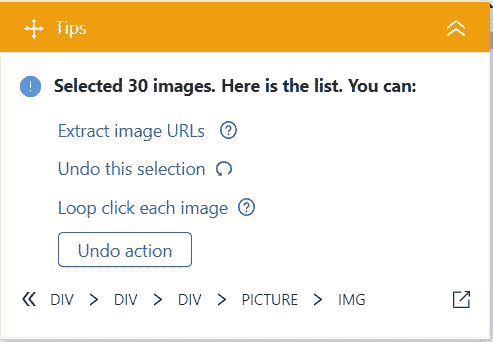 Tips
Selected 30 images. Here is the list. You can:
Extract image URLs
Undo this selection
Loop click each image
Undo action
DIV > DIV > DIV > PICTURE > IMG